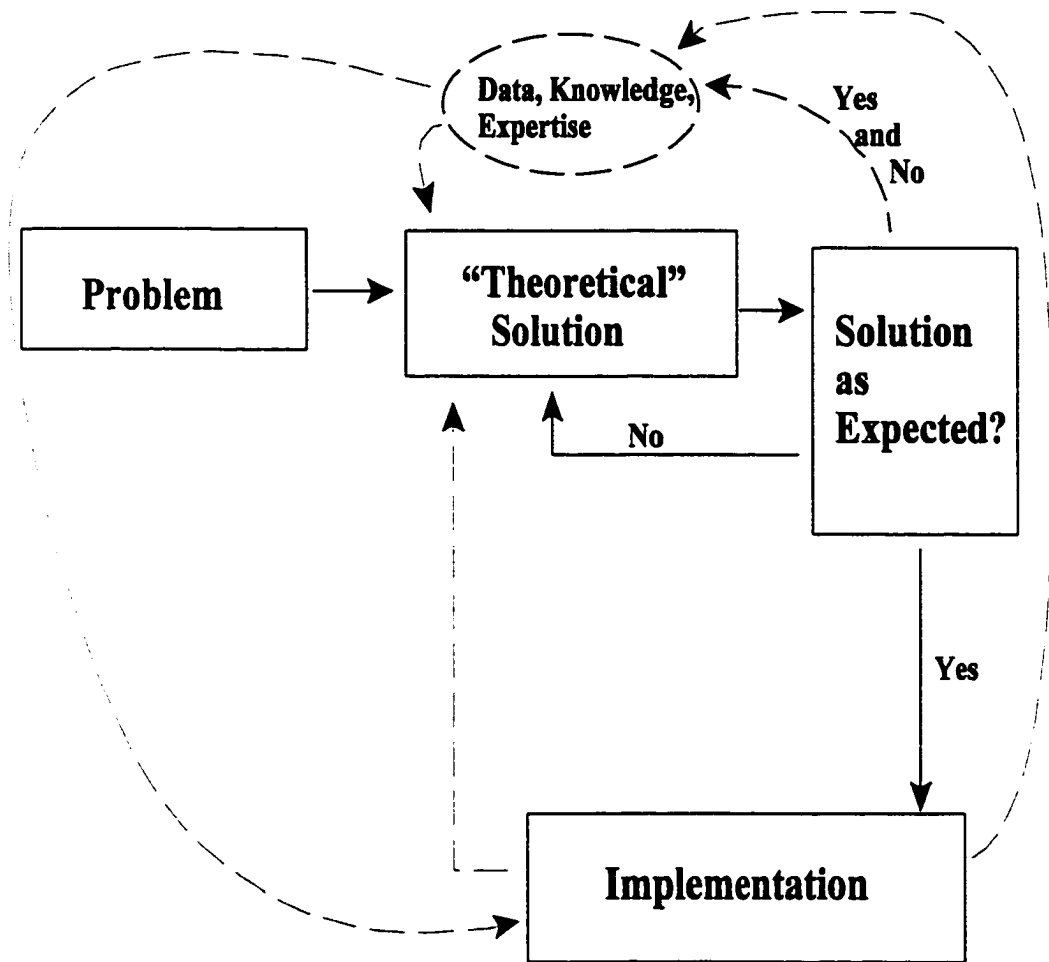 Data, Knowledge,
Expertise
Yes
and
No
Problem
“Theoretical”
Solution
Solution
as
Expected?
No
Yes
Implementation